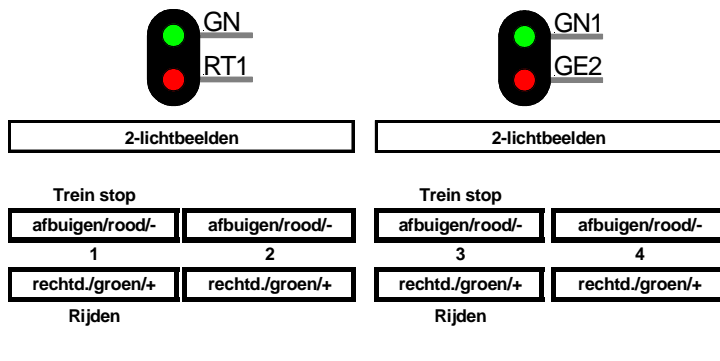 GN GN1
RT1 GE2
2-lichtbeelden 2-lichtbeelden
Trein stop Trein stop
afbuigen/rood/- afbuigen/rood/- afbuigen/rood/- afbuigen/rood/-
1 2 3 4
rechtd./groen/+ rechtd./groen/+ rechtd./groen/+ rechtd./groen/+
Rijden Rijden